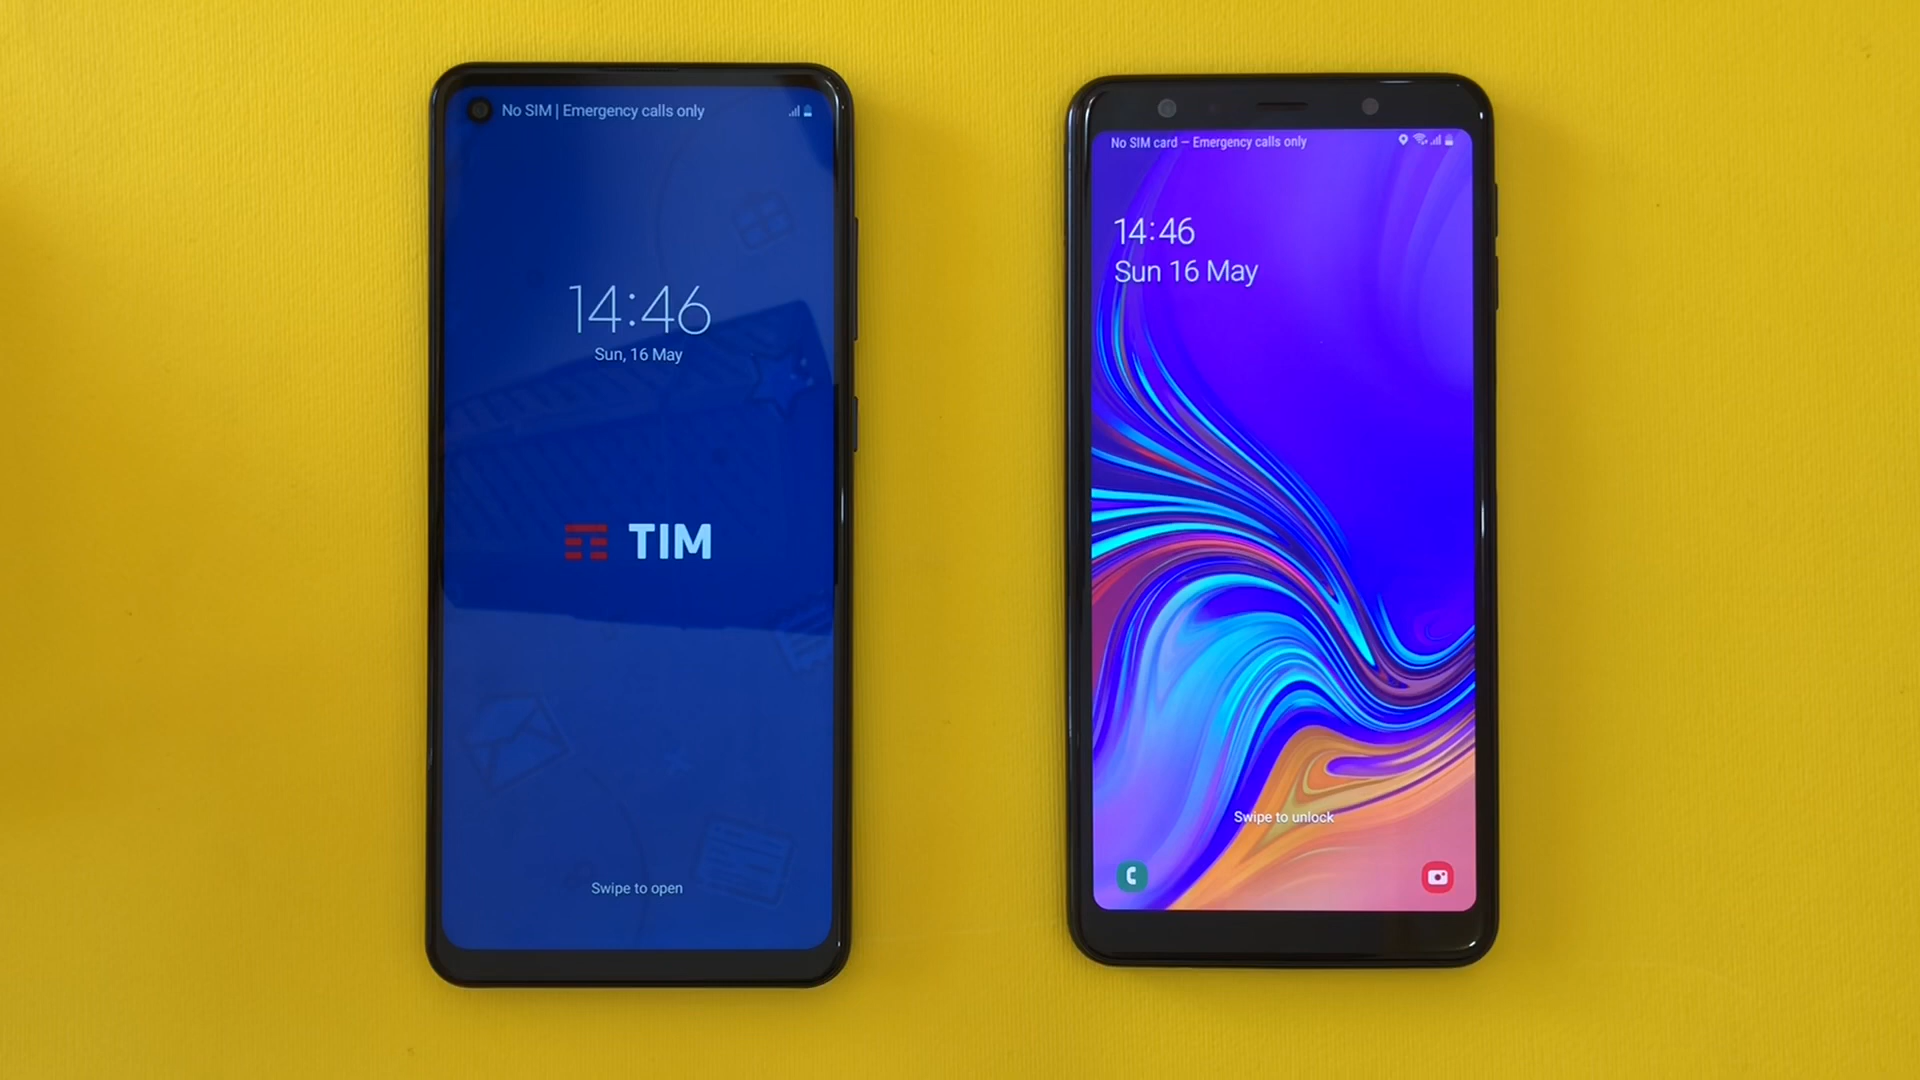 No SIM | Emergency calls only
14:46
Sun, 16 May
TIM
Swipe to open
No SIM card – Emergency calls only
14:46
Sun 16 May
Swipe to unlock